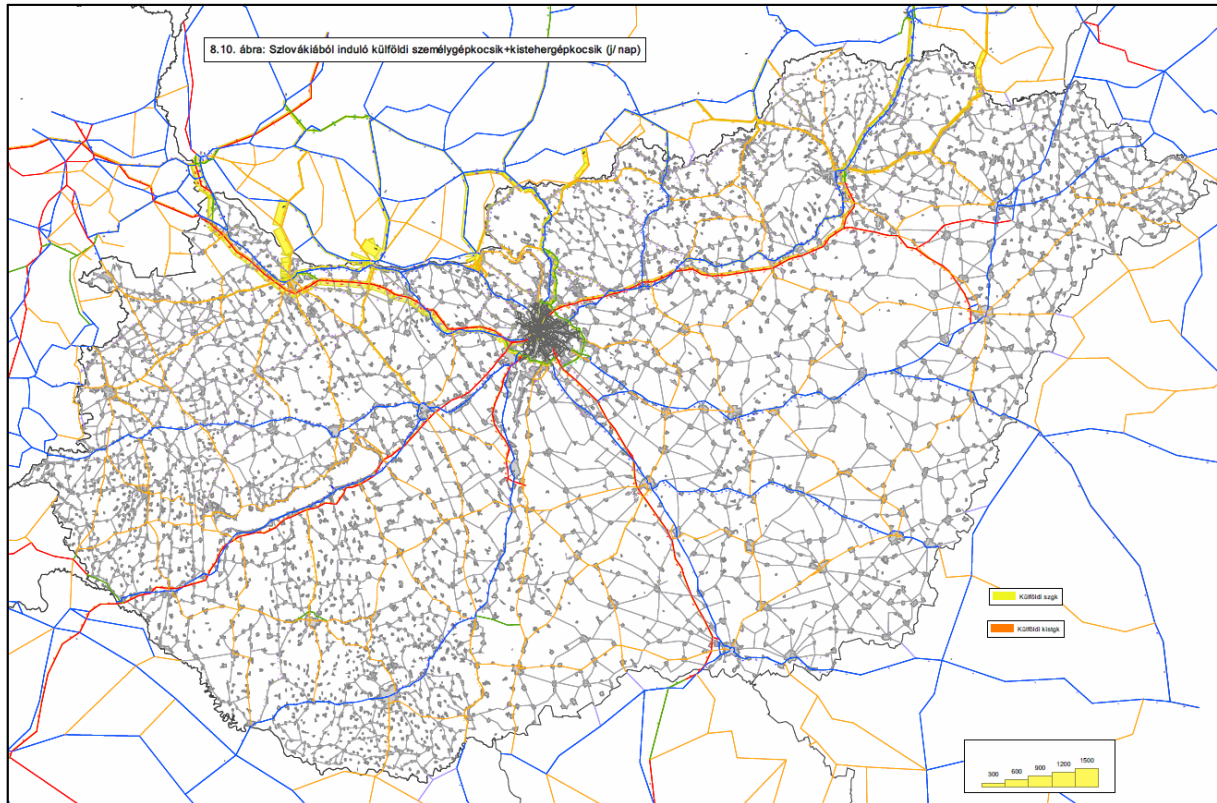 8.10. ábra: Szlovákiából induló külföldi személygépkocsik+kistehergépkocsik (j/ nap)
Külföldi szgk
Külföldi kistgk
300 600 900 1200 1500